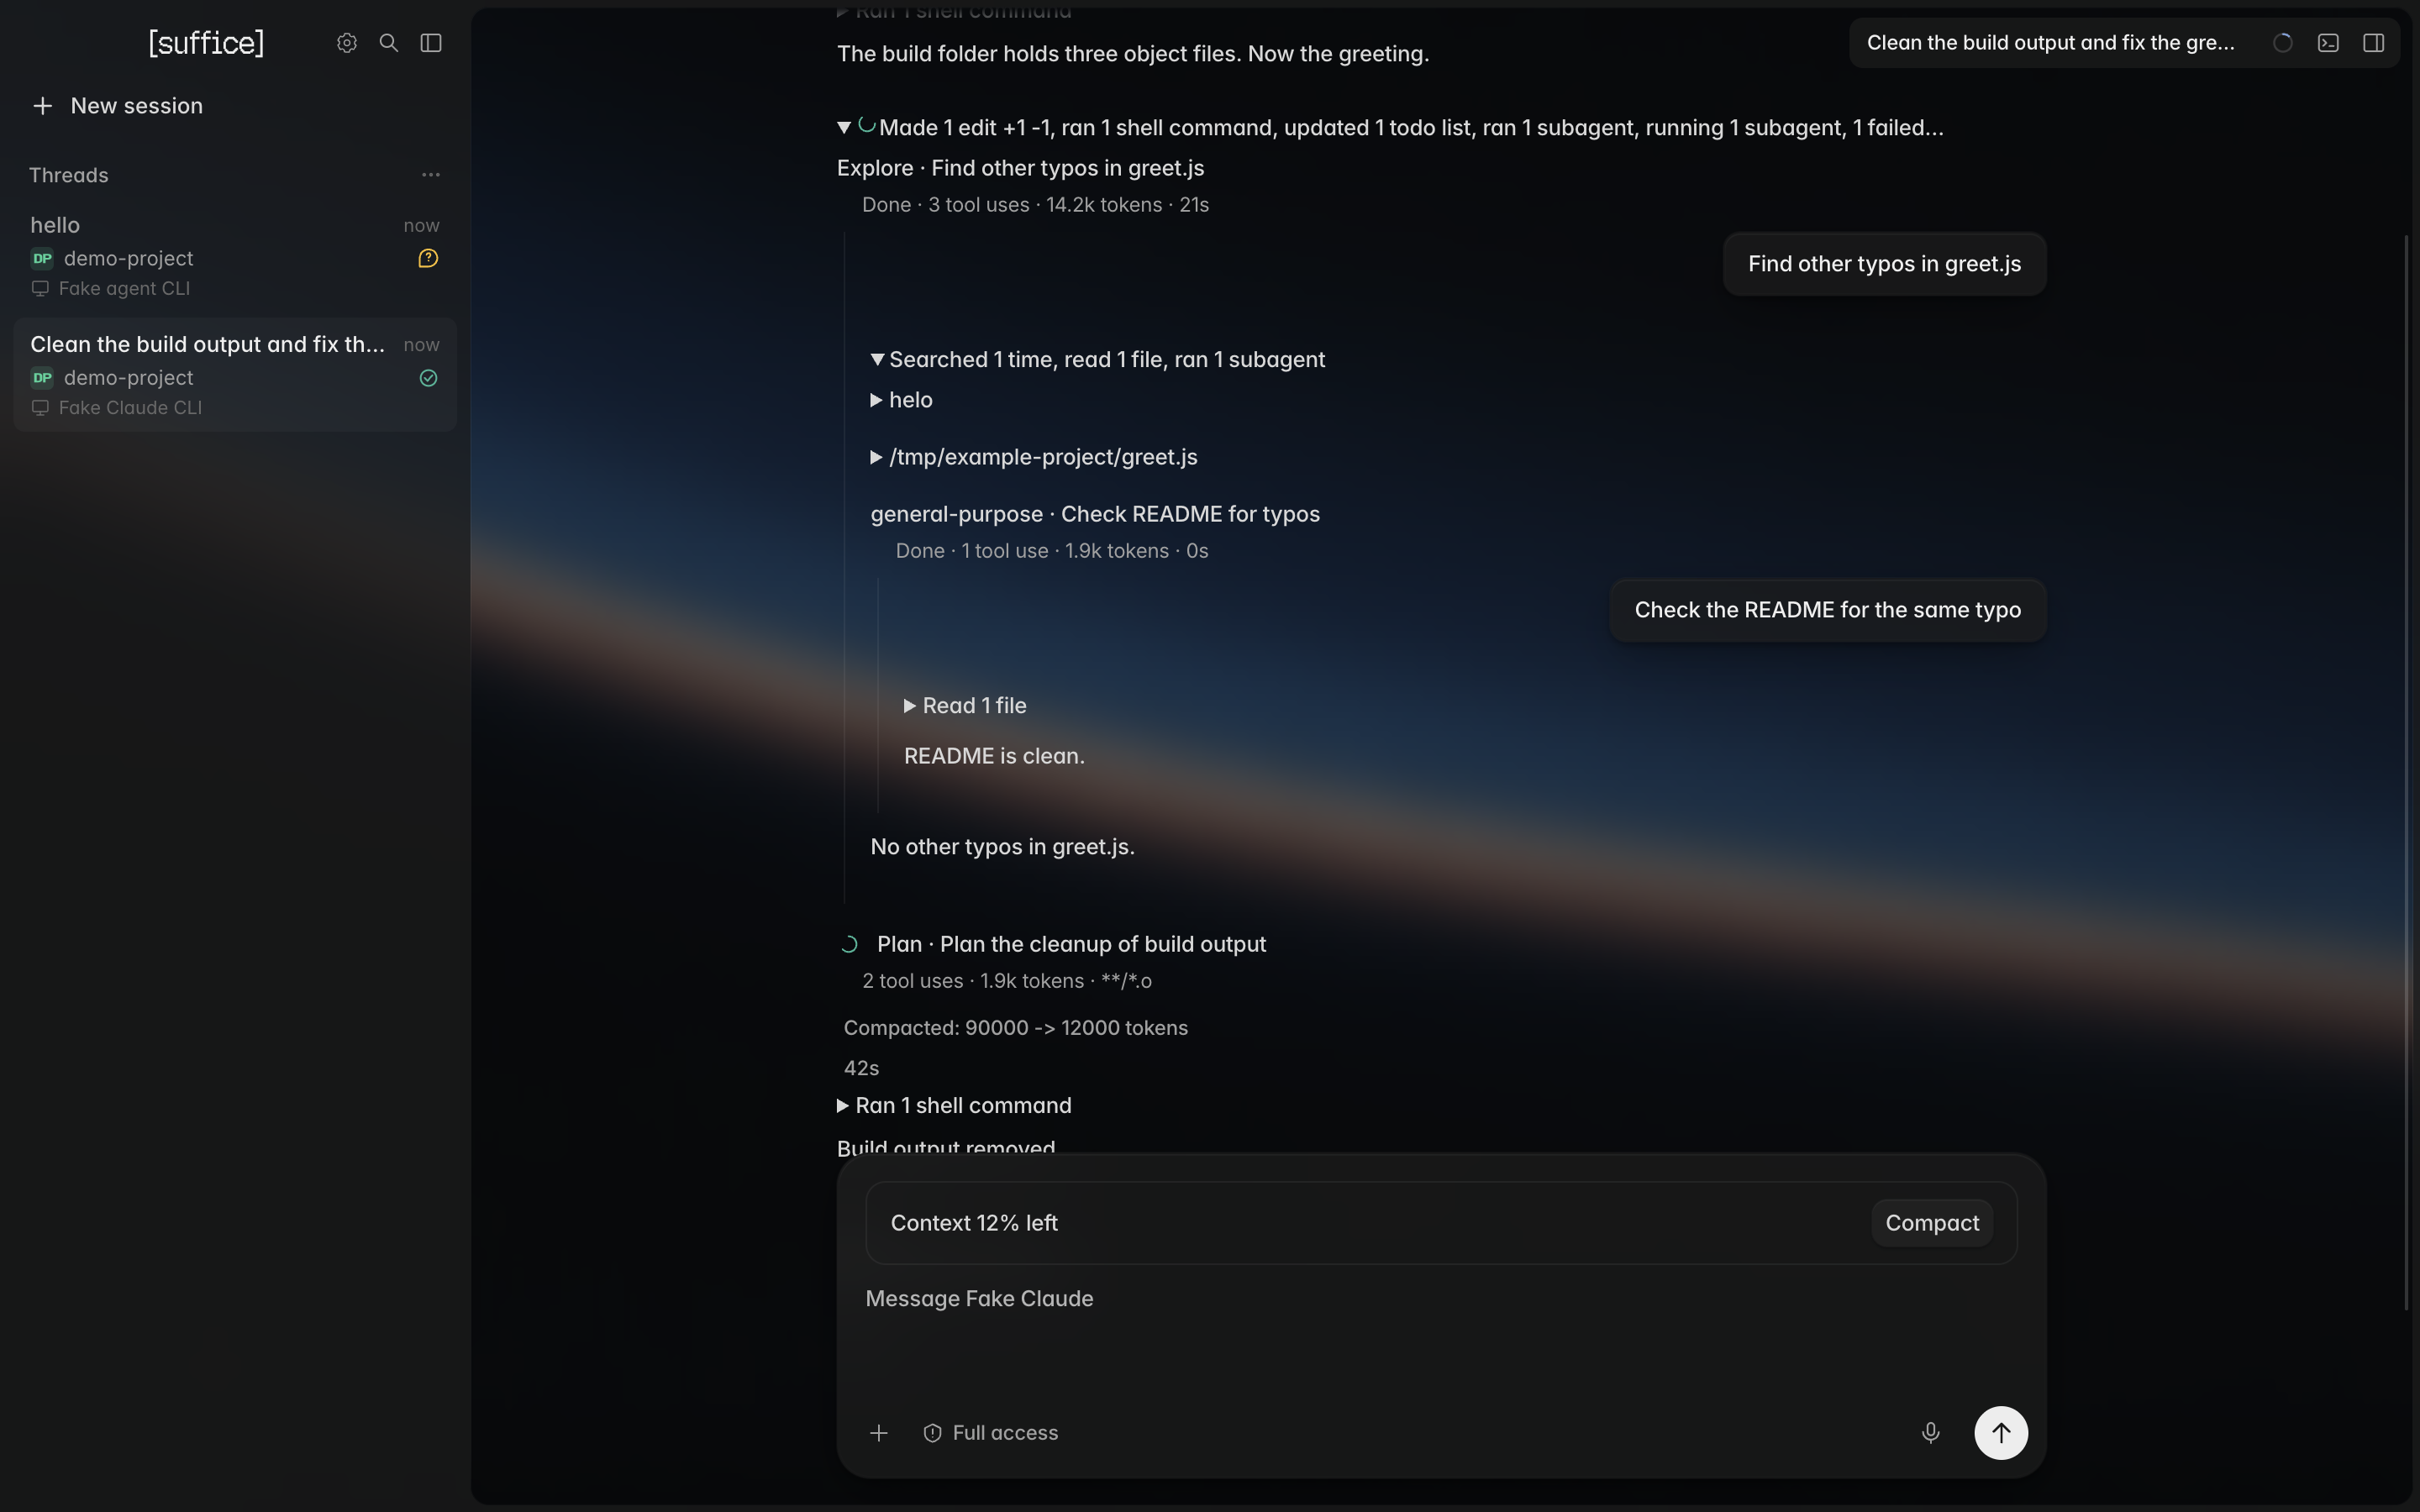 [suffice]
New session
Threads
hello
now
DP demo-project
Fake agent CLI
Clean the build output and fix th...
now
DP demo-project
Fake Claude CLI
Clean the build output and fix the gre...
Ran 1 shell command
The build folder holds three object files. Now the greeting.
Made 1 edit +1 -1, ran 1 shell command, updated 1 todo list, ran 1 subagent, running 1 subagent, 1 failed...
Explore · Find other typos in greet.js
Done · 3 tool uses · 14.2k tokens · 21s
Find other typos in greet.js
Searched 1 time, read 1 file, ran 1 subagent
helo
/tmp/example-project/greet.js
general-purpose · Check README for typos
Done · 1 tool use · 1.9k tokens · 0s
Check the README for the same typo
Read 1 file
README is clean.
No other typos in greet.js.
Plan · Plan the cleanup of build output
2 tool uses · 1.9k tokens · **/*.o
Compacted: 90000 -> 12000 tokens
42s
Ran 1 shell command
Build output removed
Context 12% left
Compact
Message Fake Claude
Full access